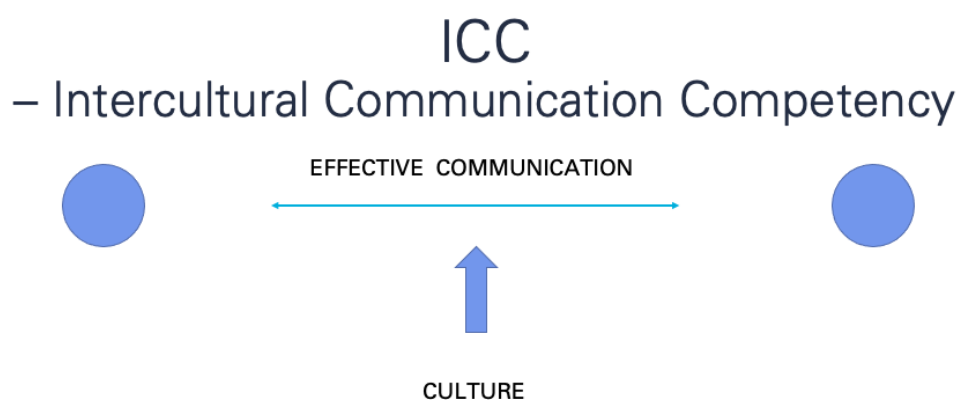 ICC
– Intercultural Communication Competency
EFFECTIVE COMMUNICATION
CULTURE